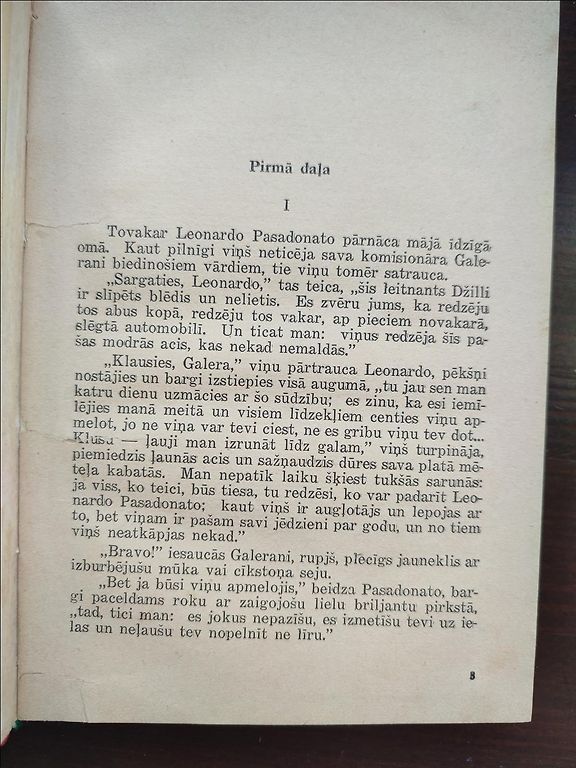 Pirmā daļa
I
Tovakar Leonardo Pasadonato pārnāca mājā īdzīgā
omā. Kaut pilnīgi viņš neticēja sava komisionāra Gale-
rani biedinošiem vārdiem, tie viņu tomēr satrauca.
„Sargaties, Leonardo,” tas teica, „šis leitnants Džilli
ir slīpēts blēdis un nelietis. Es zvēru jums, ka redzēju
tos abus kopā, redzēju tos vakar, ap pieciem novakarā,
slēgtā automobilī. Un ticat man: viņus redzēja šīs pa-
šas modrās acis, kas nekad nemaldās.”
„Klausies, Galera,” viņu pārtrauca Leonardo, pēkšņi
nostājies un bargi izstiepies visā augumā, „tu jau sen man
katru dienu uzmācies ar šo sūdzību; es zinu, ka esi iemī-
lējies manā meitā un visiem līdzekļiem centies viņu ap-
melot, jo ne viņa var tevi ciest, ne es gribu viņu tev dot...
Klusu — ļauji man izrunāt līdz galam,” viņš turpināja,
piemiedzis ļaunās acis un sažņaudzis dūres sava platā mē-
teļa kabatās. Man nepatīk laiku šķiest tukšās sarunās:
ja viss, ko teici, būs tiesa, tu redzēsi, ko var padarīt Leo-
nardo Pasadonato; kaut viņš ir augļotājs un lepojas ar
to, bet viņam ir pašam savi jēdzieni par godu, un no tiem
viņš neatkāpjas nekad.”
„Bravo!” iesaucās Galerani, rupjš, plecīgs jauneklis ar
izburbējušu mūka vai cīkstoņa seju.
„Bet ja būsi viņu apmelojis,” beidza Pasadonato, bar-
gi paceldams roku ar zaigojošu lielu briljantu pirkstā,
„tad, tici man: es jokus nepazīšu, es izmetīšu tevi uz ie-
las un neļaušu tev nopelnīt ne līru.”
3